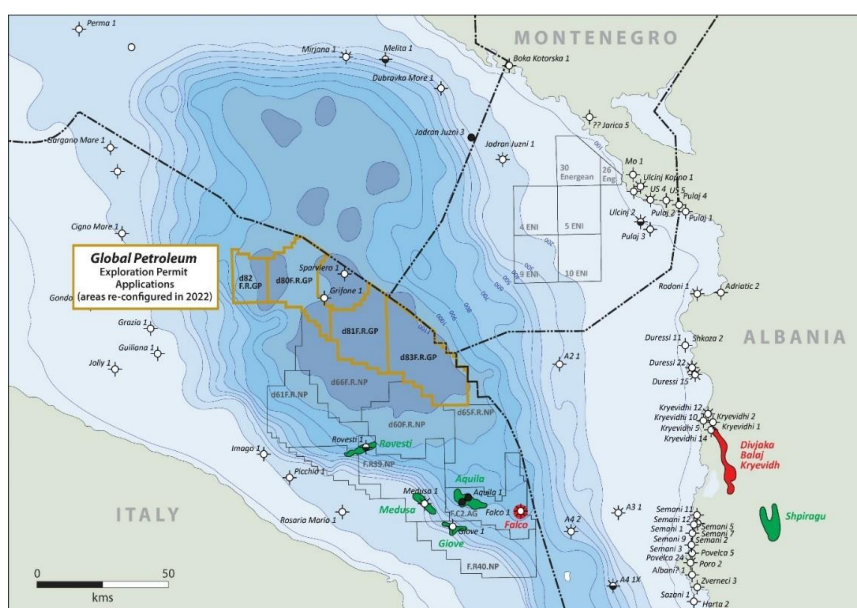 Perma 1
Mirjana 1
Melita 1
MONTENEGRO
Boka Kotorska 1
Dubravka More 1
?? Jarica 5
Jadran Juzni 3
Gargano Mare 1
Jadran Juzni 1
30
Energean
26
Eng
Mo 1
Ulcinj Kopno 1
US 4
US 5
Pulaj 4
4 ENI
5 ENI
Ulcinj 2
Pulaj 2
Pulaj 1
Pulaj 3
Cigno Mare 1
9 ENI
10 ENI
Global Petroleum
Exploration Permit
Applications
(areas re-configured in 2022)
d82
F.R.GP
d80F.R.GP
Sparviero 1
Grifone 1
Rodoni 1
Adriatic 2
Grazia 1
d81F.R.GP
d83F.R.GP
ALBANIA
Duressi 11
Shkoza 2
Guiliana 1
Jolly 1
A2 1
Duressi 22
Duressi 15
d66F.R.NP
d61F.R.NP
d65F.R.NP
d60F.R.NP
Kryevidhi 12
Kryevidhi 10
Kryevidhi 2
Kryevidhi 5
Kryevidhi 1
Kryevidhi 14
Divjaka
Balaj
Kryevidh
Rovesti 1
Rovesti
Imago 1
F.R39.NP
Picchio 1
Aquila
Medusa 1
Aquila 1
Medusa
Rosaria Maria 1
F.C2.AG
Falco 1
Falco
Giove 1
Giove
A4 2
A3 1
Shpiragu
ITALY
Semani 11
Semani 12
Semani 1
Semani 5
Semani 7
Semani 9
Semani 2
Semani 3
Povelca 5
Povelca 24
Poro 2
Albani? 1
F.R40.NP
A4 1X
Zverneci 3
Sazani 1
Harta 2
0
50
kms